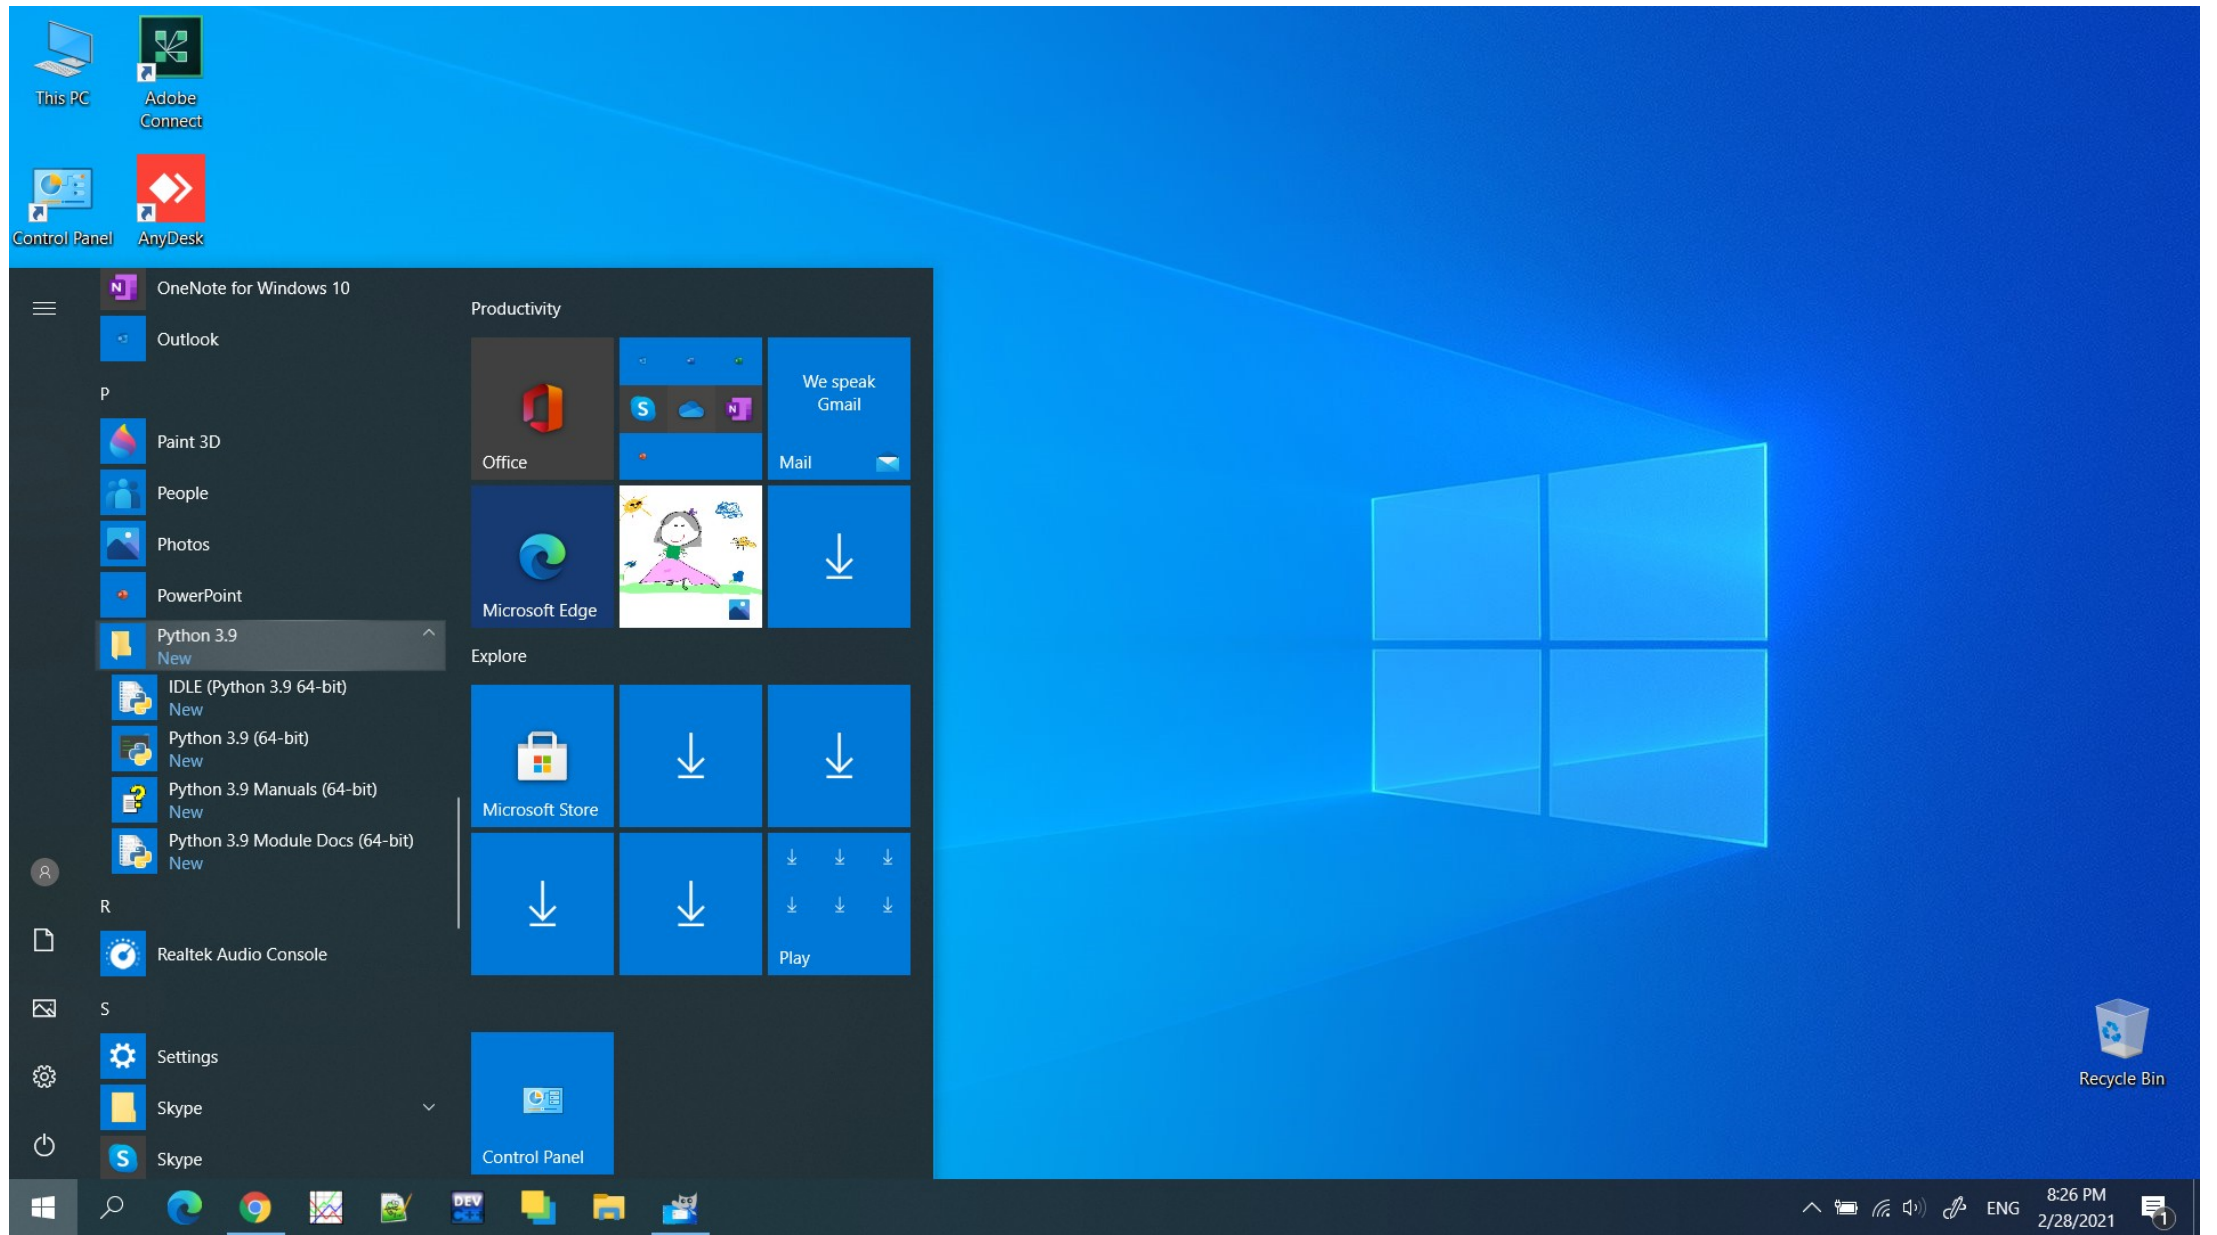 This PC
Adobe
Connect
Control Panel
AnyDesk
OneNote for Windows 10
Outlook
P
Paint 3D
People
Photos
PowerPoint
Python 3.9
New
IDLE (Python 3.9 64-bit)
New
Python 3.9 (64-bit)
New
Python 3.9 Manuals (64-bit)
New
Python 3.9 Module Docs (64-bit)
New
R
Realtek Audio Console
S
Settings
Skype
Skype
Productivity
Office
We speak
Gmail
Mail
Microsoft Edge
Explore
Microsoft Store
Play
Control Panel
Recycle Bin
DEV
C++
ENG
8:26 PM
2/28/2021
1